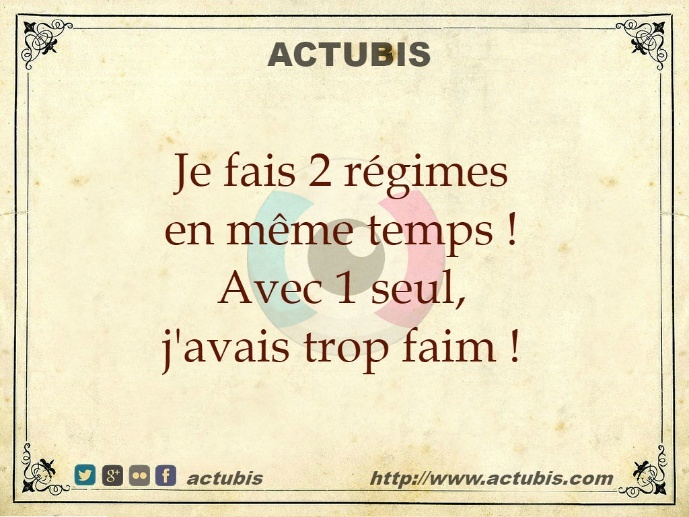 ACTUBIS
Je fais 2 régimes
en même temps !
Avec 1 seul,
j'avais trop faim !
actubis http://www.actubis.com